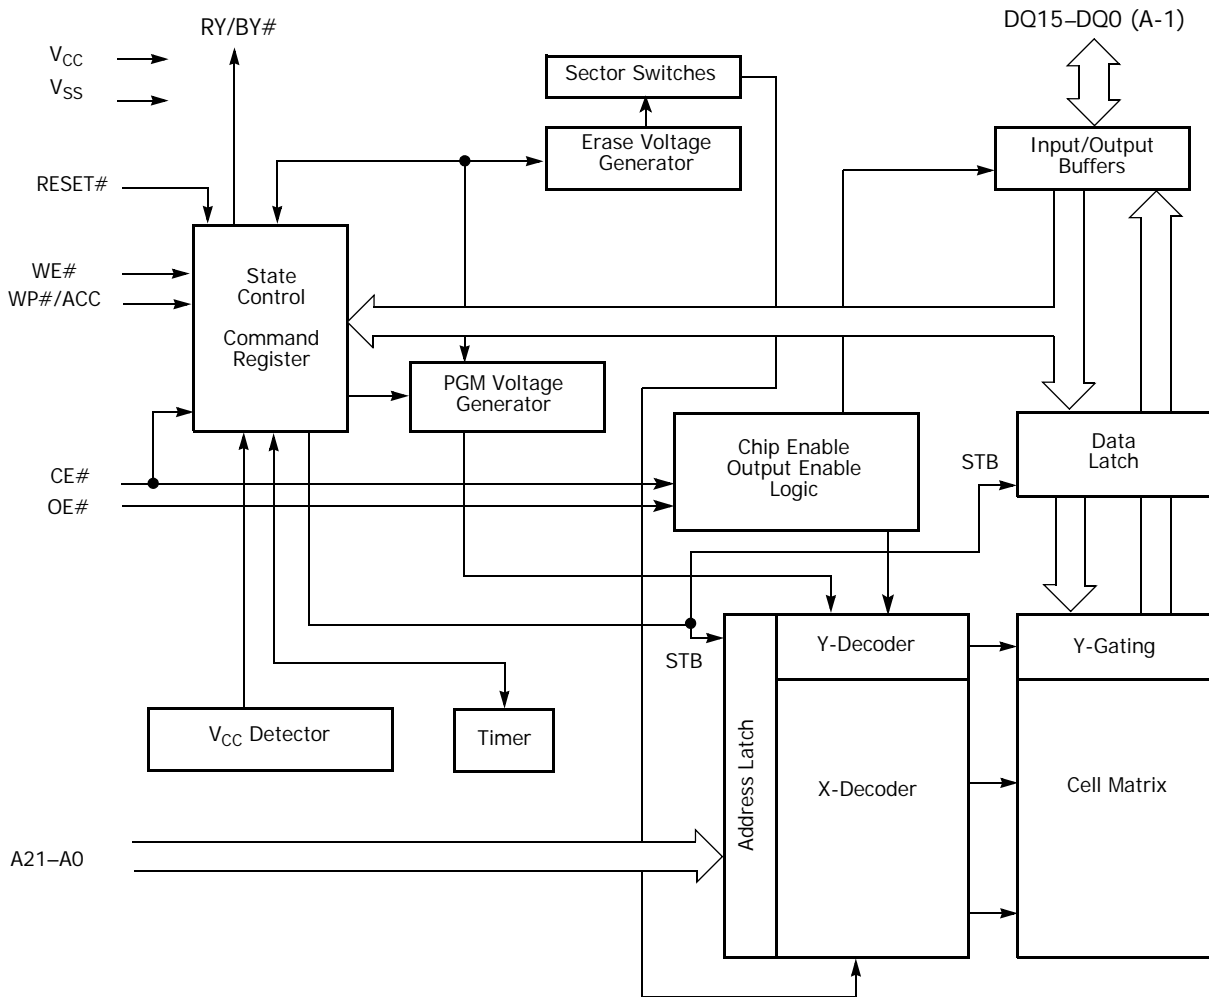 RY/BY#
DQ15–DQ0 (A-1)
VCC
VSS
Sector Switches
Erase Voltage
Generator
Input/Output
Buffers
RESET#
WE#
WP#/ACC
State
Control
Command
Register
PGM Voltage
Generator
Chip Enable
Output Enable
Logic
STB
Data
Latch
CE#
OE#
STB
Y-Decoder
Y-Gating
VCC Detector
Timer
Address Latch
X-Decoder
Cell Matrix
A21–A0